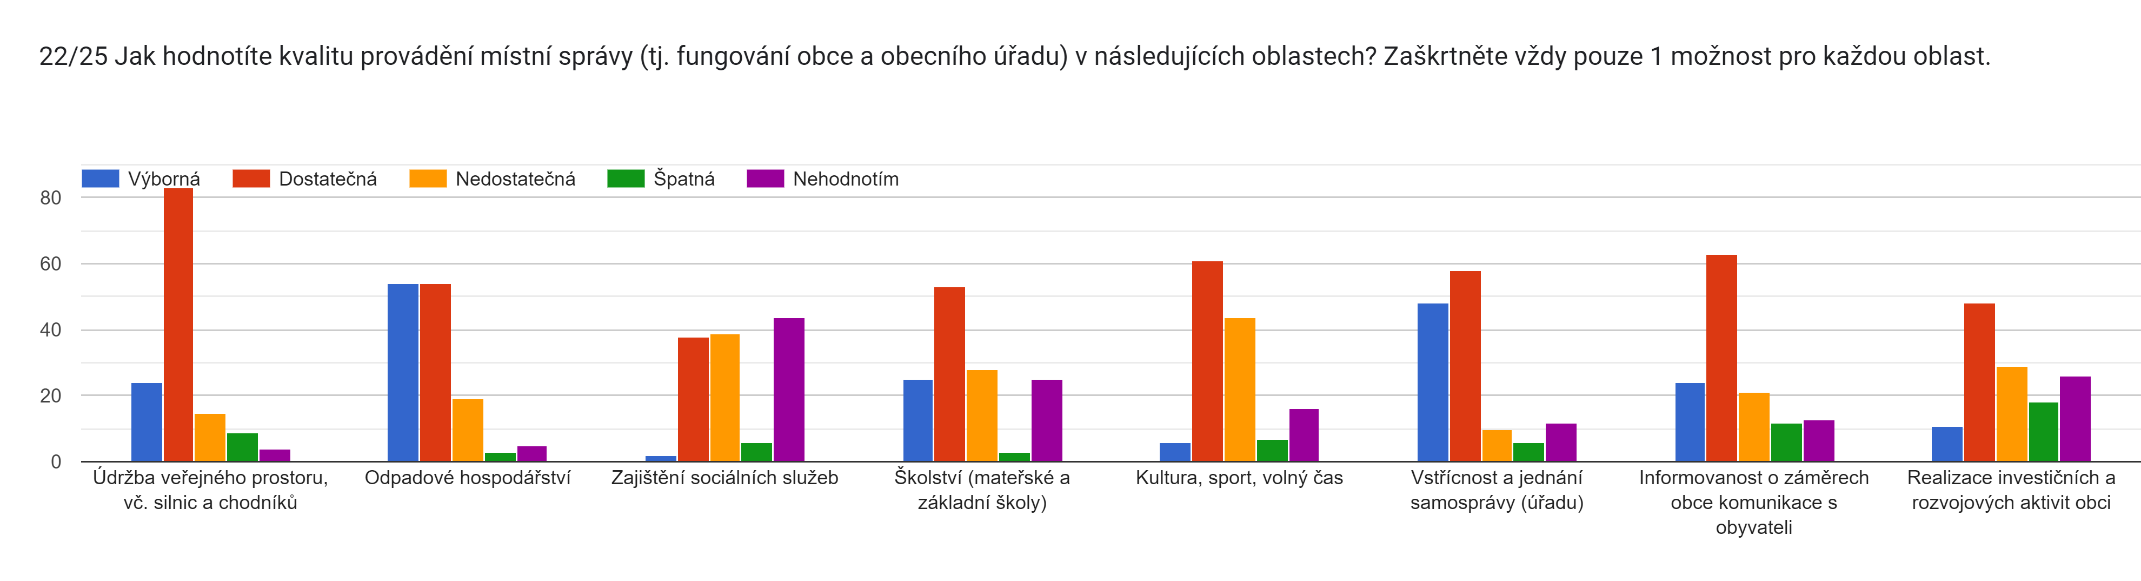 22/25 Jak hodnotíte kvalitu provádění místní správy (tj. fungování obce a obecního úřadu) v následujících oblastech? Zaškrtněte vždy pouze 1 možnost pro každou oblast.
Výborná Dostatečná Nedostatečná Špatná Nehodnotím
80
60
40
20
0
Údržba veřejného prostoru,
vč. silnic a chodníků
Odpadové hospodářství
Zajištění sociálních služeb
Školství (mateřské a
základní školy)
Kultura, sport, volný čas
Vstřícnost a jednání
samosprávy (úřadu)
Informovanost o záměrech
obce komunikace s
obyvateli
Realizace investičních a
rozvojových aktivit obci